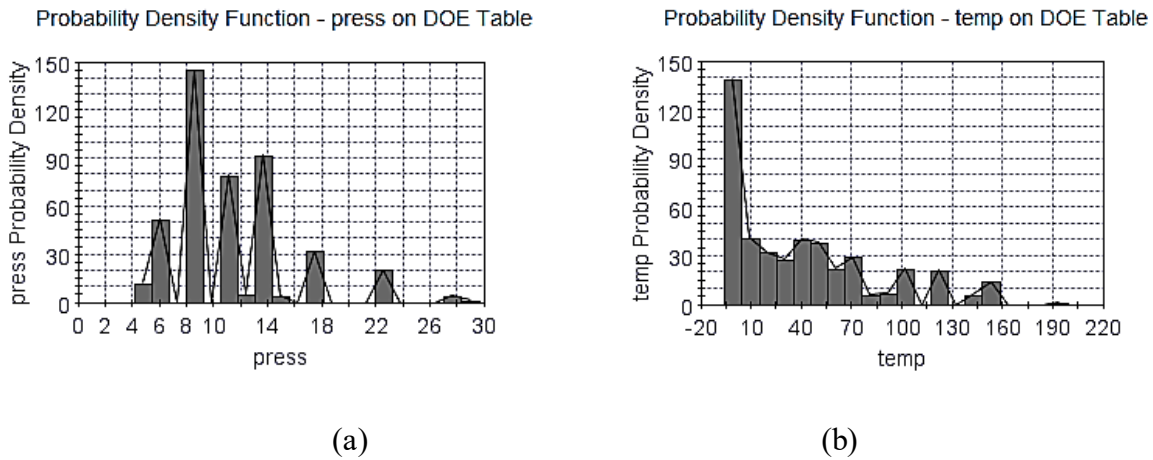 Probability Density Function - press on DOE Table
press Probability Density
150
120
90
60
30
0
0 2 4 6 8 10 14 18 22 26 30
press
(a)
Probability Density Function - temp on DOE Table
temp Probability Density
150
120
90
60
30
0
-20 10 40 70 100 130 160 190 220
temp
(b)